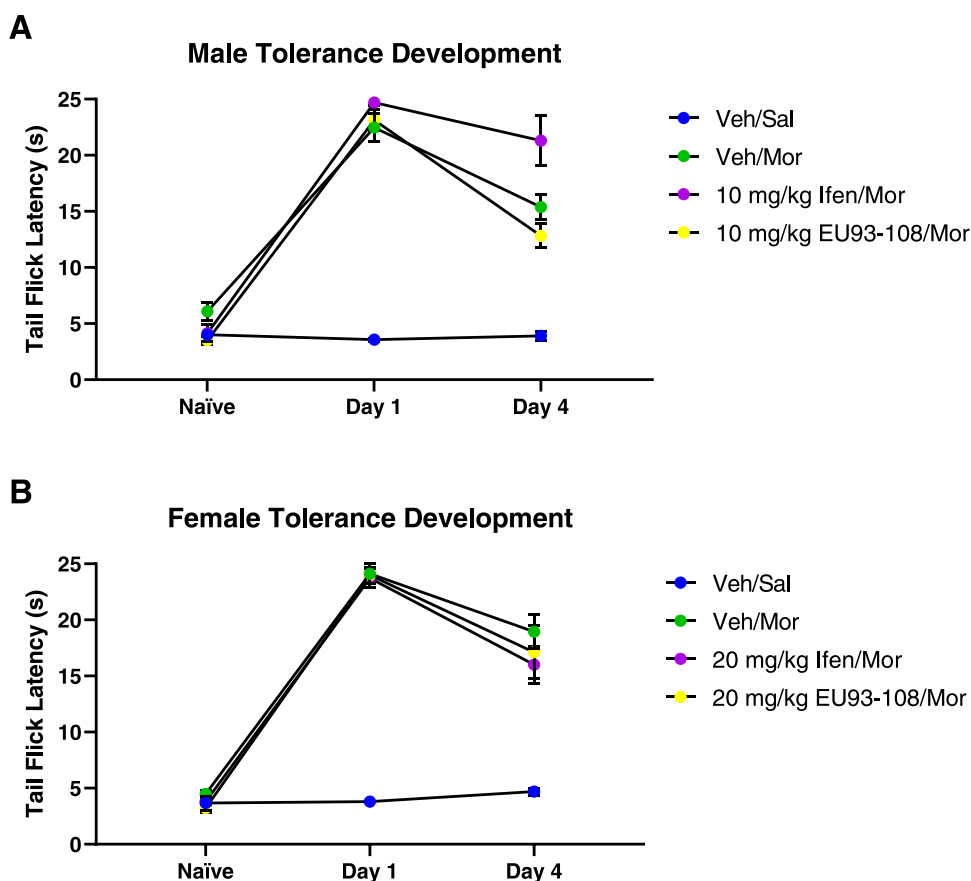 A
Male Tolerance Development
Tail Flick Latency (s)
25
20
15
10
5
0
Naïve
Day 1
Day 4
Veh/Sal
Veh/Mor
10 mg/kg Ifen/Mor
10 mg/kg EU93-108/Mor
B
Female Tolerance Development
Tail Flick Latency (s)
25
20
15
10
5
0
Naïve
Day 1
Day 4
Veh/Sal
Veh/Mor
20 mg/kg Ifen/Mor
20 mg/kg EU93-108/Mor